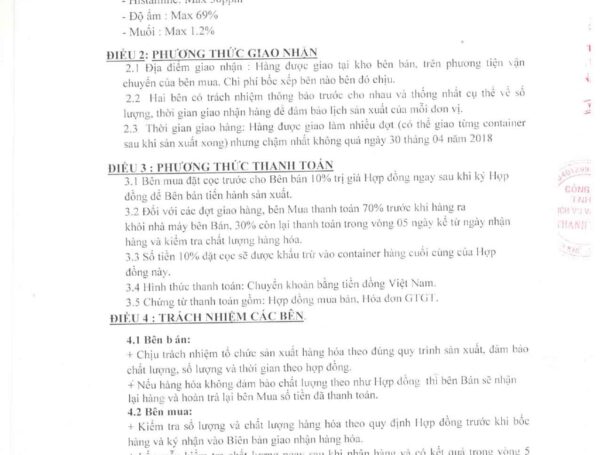 - Histamine: Max 50ppm
- Độ ẩm : Max 69%
- Muối : Max 1.2%
ĐIỀU 2: PHƯƠNG THỨC GIAO NHẬN
2.1 Địa điểm giao nhận : Hàng được giao tại kho bên bán, trên phương tiện vận
chuyển của bên mua. Chi phí bốc xếp bên nào bên đó chịu.
2.2 Hai bên có trách nhiệm thông báo trước cho nhau và thống nhất cụ thể về số
lượng, thời gian giao nhận hàng để đảm bảo lịch sản xuất của mỗi đơn vị.
2.3 Thời gian giao hàng: Hàng được giao làm nhiều đợt (có thể giao từng container
sau khi sản xuất xong) nhưng chậm nhất không quá ngày 30 tháng 04 năm 2018
ĐIỀU 3 : PHƯƠNG THỨC THANH TOÁN
3.1 Bên mua đặt cọc trước cho Bên bán 10% trị giá Hợp đồng ngay sau khi ký Hợp
đồng để Bên bán tiến hành sản xuất.
3.2 Đối với các đợt giao hàng, bên Mua thanh toán 70% trước khi hàng ra
khỏi nhà máy bên Bán, 30% còn lại thanh toán trong vòng 05 ngày kể từ ngày nhận
hàng và kiểm tra chất lượng hàng hóa.
3.3 Số tiền 10% đặt cọc sẽ được khấu trừ vào container hàng cuối cùng của Hợp
đồng này.
3.4 Hình thức thanh toán: Chuyển khoản bằng tiền đồng Việt Nam.
3.5 Chứng từ thanh toán gồm: Hợp đồng mua bán, Hóa đơn GTGT.
ĐIỀU 4 : TRÁCH NHIỆM CÁC BÊN.
4.1 Bên bán:
+ Chịu trách nhiệm tổ chức sản xuất hàng hóa theo đúng quy trình sản xuất, đảm bảo
chất lượng, số lượng và thời gian theo hợp đồng.
+ Nếu hàng hóa không đảm bảo chất lượng theo như Hợp đồng thì bên Bán sẽ nhận
lại hàng và hoàn trả lại bên Mua số tiền đã thanh toán.
4.2 Bên mua:
+ Kiểm tra số lượng và chất lượng hàng hóa theo quy định Hợp đồng trước khi bốc
hàng và ký nhận vào Biên bản giao nhận hàng hóa.
kiểm tra chất lượng ngay sau khi nhận hàng và có kết quả trong vòng 5
CÔNG
TNH
THANH